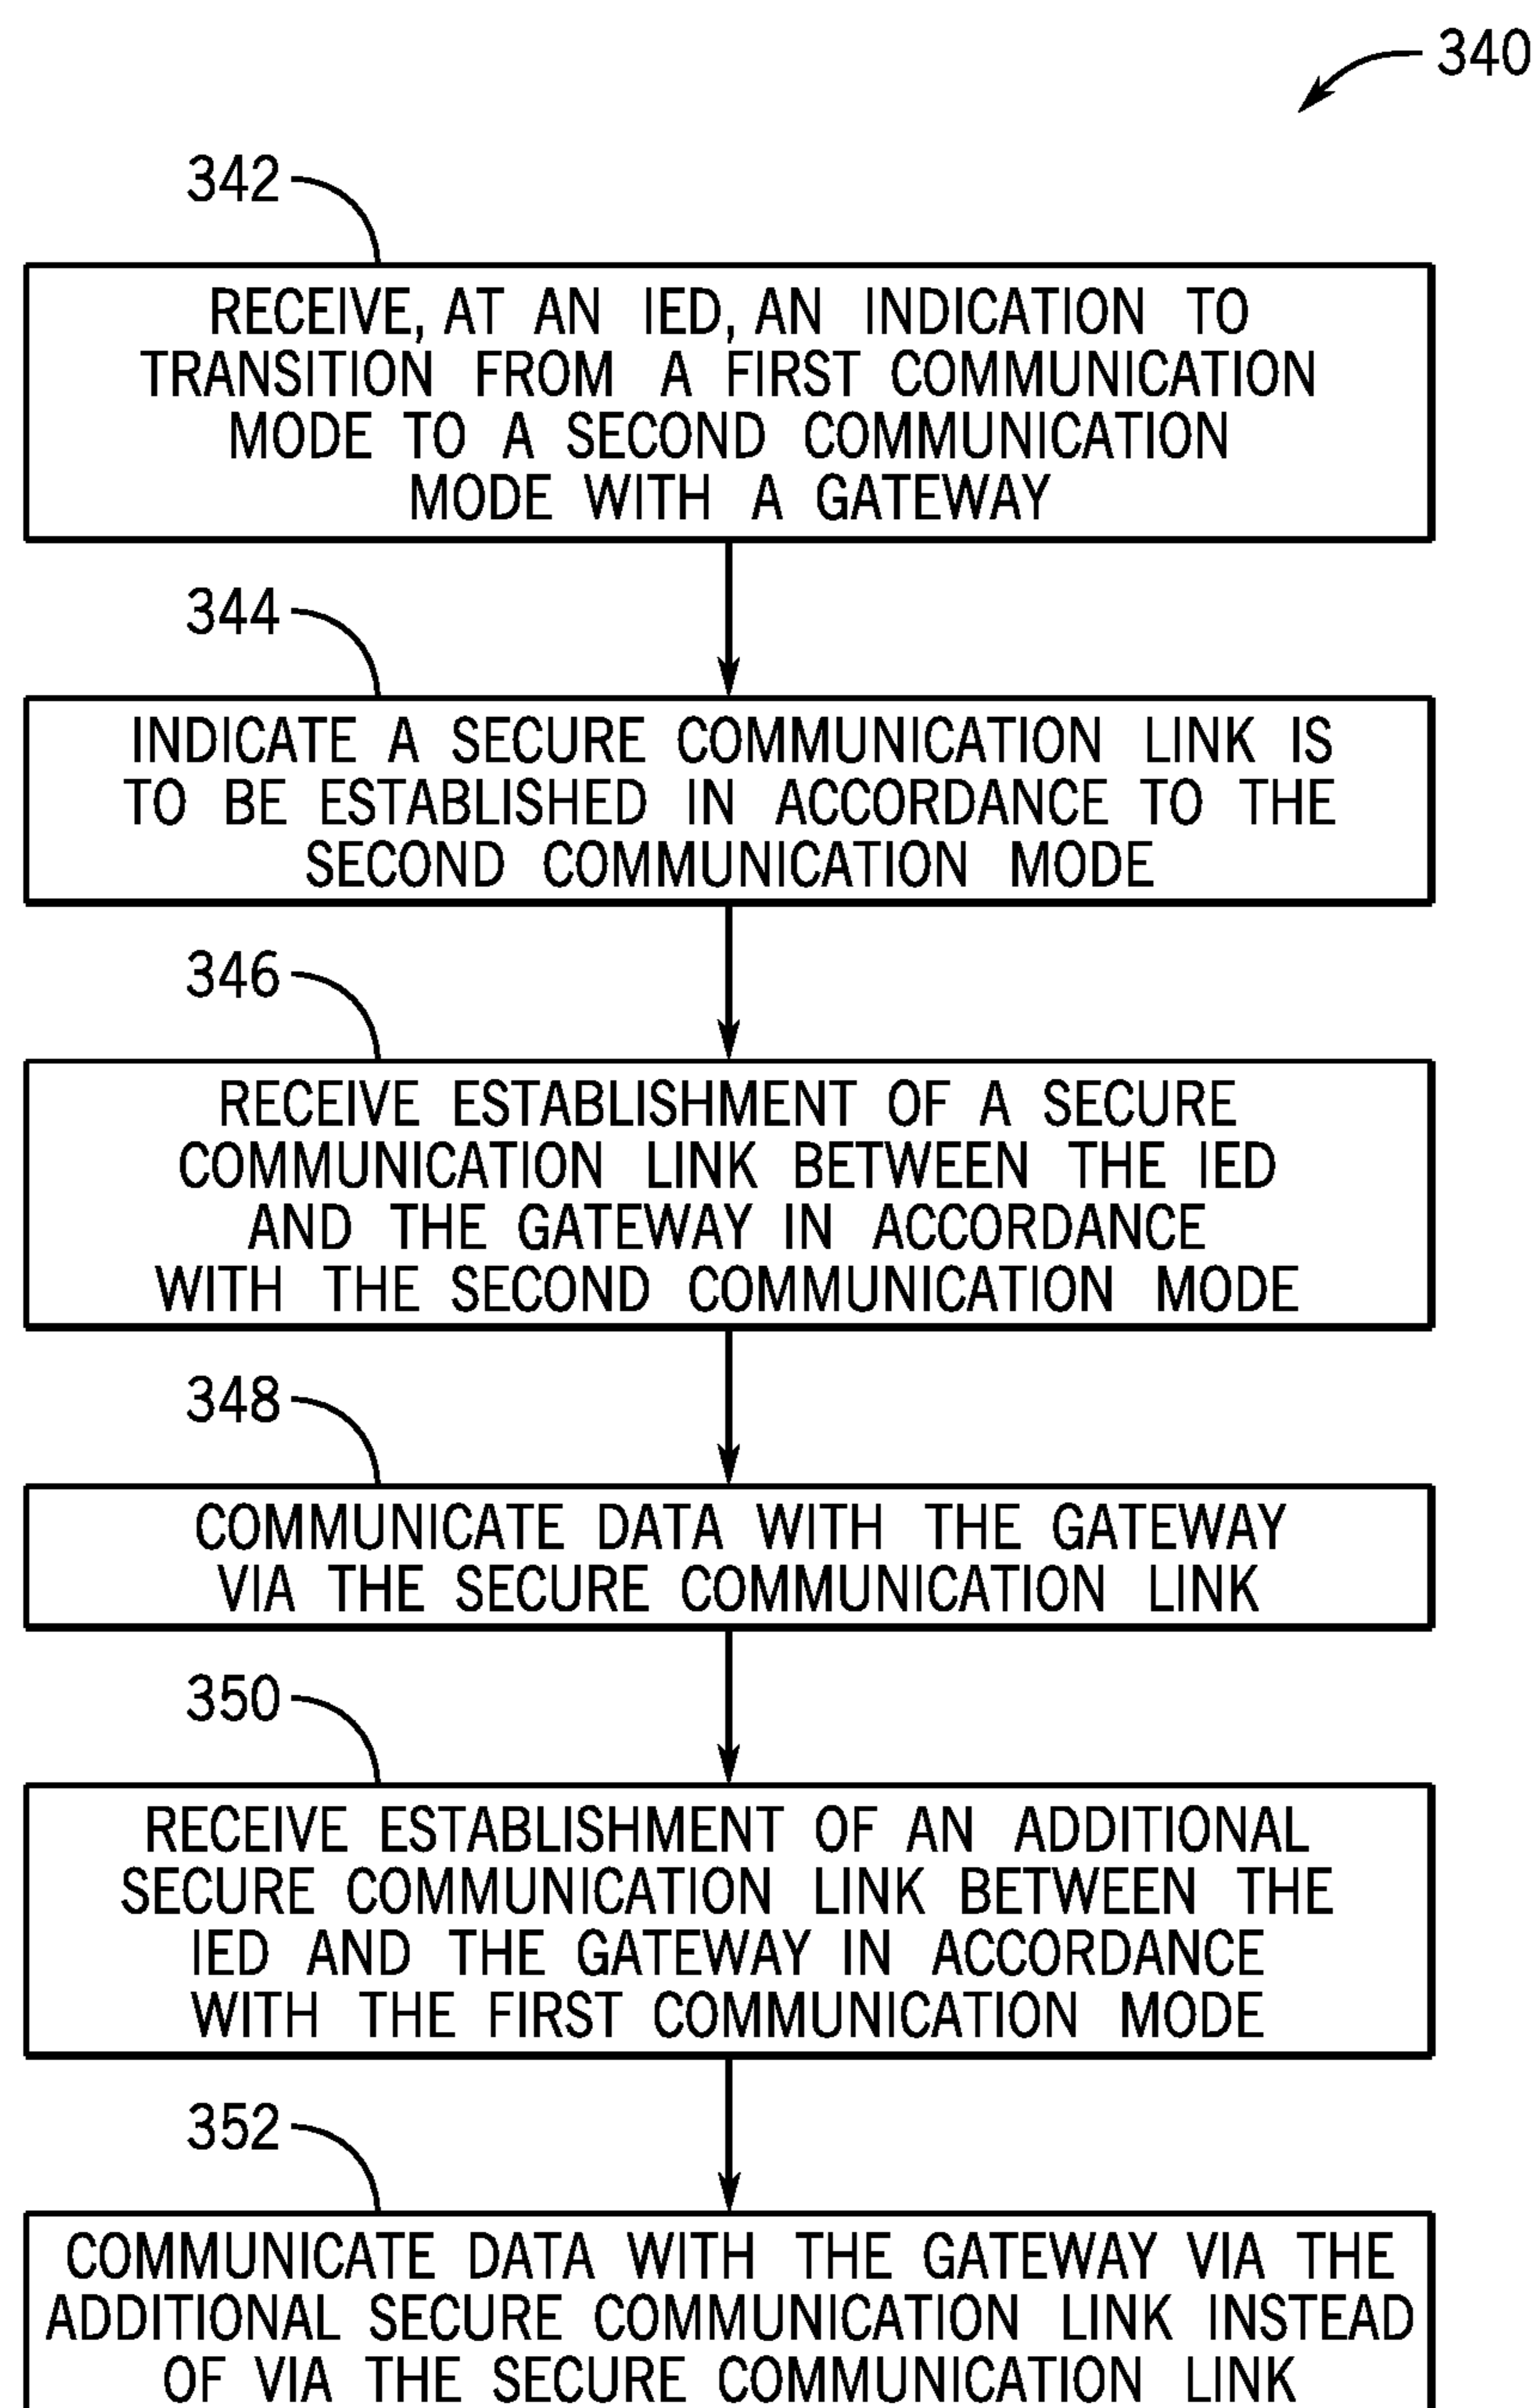 340
342
RECEIVE, AT AN IED, AN INDICATION TO
TRANSITION FROM A FIRST COMMUNICATION
MODE TO A SECOND COMMUNICATION
MODE WITH A GATEWAY
344
INDICATE A SECURE COMMUNICATION LINK IS
TO BE ESTABLISHED IN ACCORDANCE TO THE
SECOND COMMUNICATION MODE
346
RECEIVE ESTABLISHMENT OF A SECURE
COMMUNICATION LINK BETWEEN THE IED
AND THE GATEWAY IN ACCORDANCE
WITH THE SECOND COMMUNICATION MODE
348
COMMUNICATE DATA WITH THE GATEWAY
VIA THE SECURE COMMUNICATION LINK
350
RECEIVE ESTABLISHMENT OF AN ADDITIONAL
SECURE COMMUNICATION LINK BETWEEN THE
IED AND THE GATEWAY IN ACCORDANCE
WITH THE FIRST COMMUNICATION MODE
352
COMMUNICATE DATA WITH THE GATEWAY VIA THE
ADDITIONAL SECURE COMMUNICATION LINK INSTEAD
OF VIA THE SECURE COMMUNICATION LINK